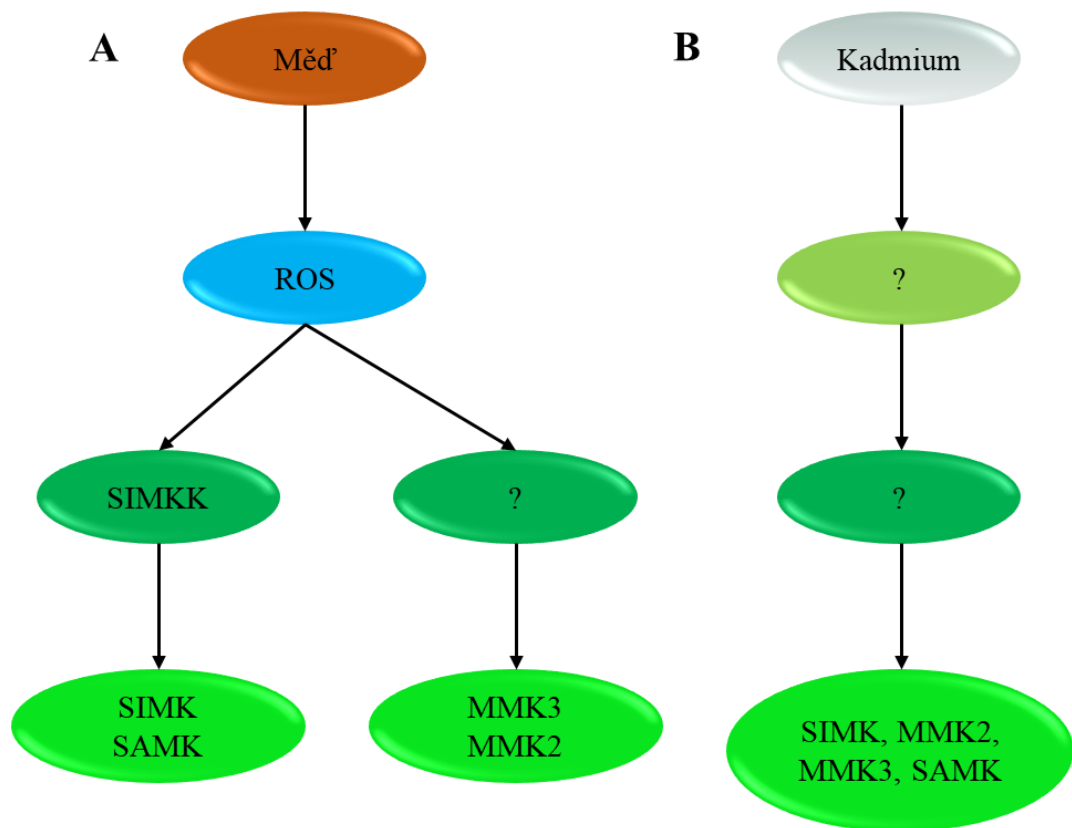 A
Měď
ROS
SIMKK
?
SIMK
SAMK
MMK3
MMK2
B
Kadmium
?
?
SIMK, MMK2,
MMK3, SAMK